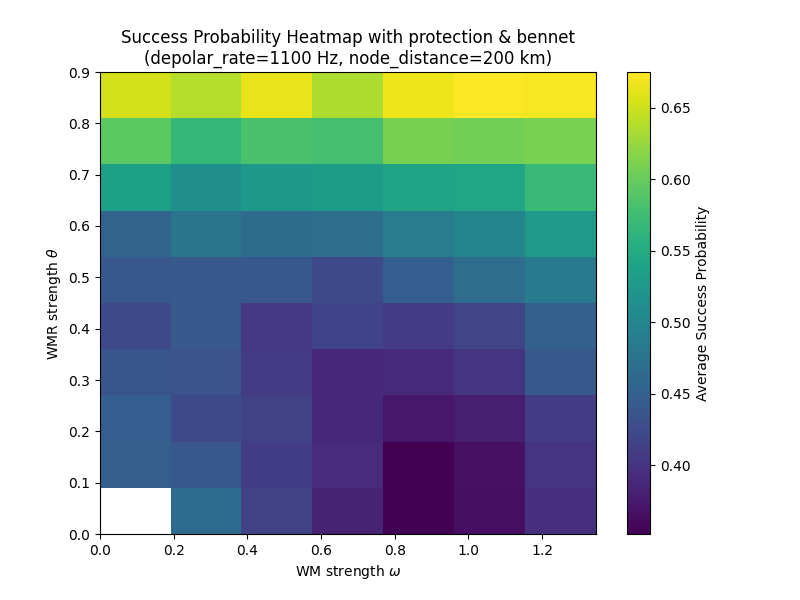 Success Probability Heatmap with protection & bennet
(depolar_rate=1100 Hz, node_distance=200 km)
0.9
0.8
0.7
0.6
0.5
0.4
0.3
0.2
0.1
0.0
WMR strength θ
0.0 0.2 0.4 0.6 0.8 1.0 1.2
WM strength ω
0.65
0.60
0.55
0.50
0.45
0.40
Average Success Probability